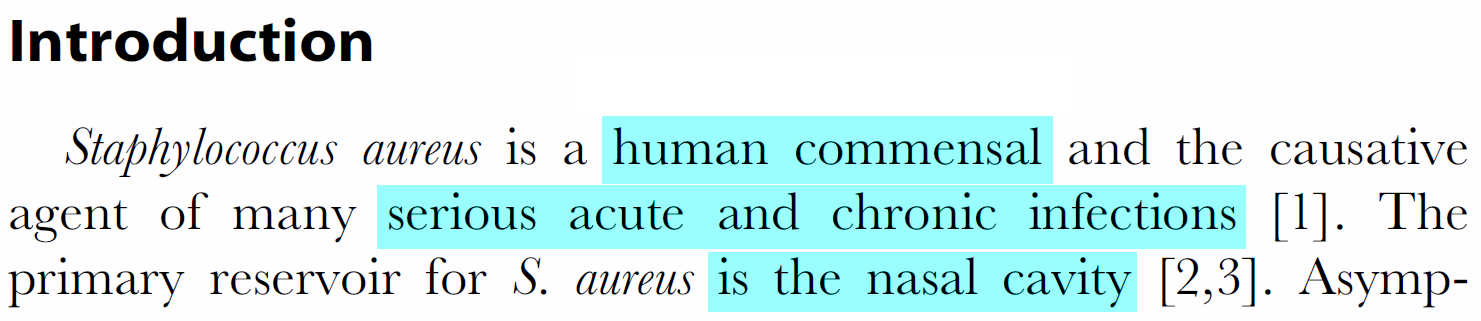 Introduction
Staphylococcus aureus is a human commensal and the causative
agent of many serious acute and chronic infections [1]. The
primary reservoir for S. aureus is the nasal cavity [2,3]. Asymp-